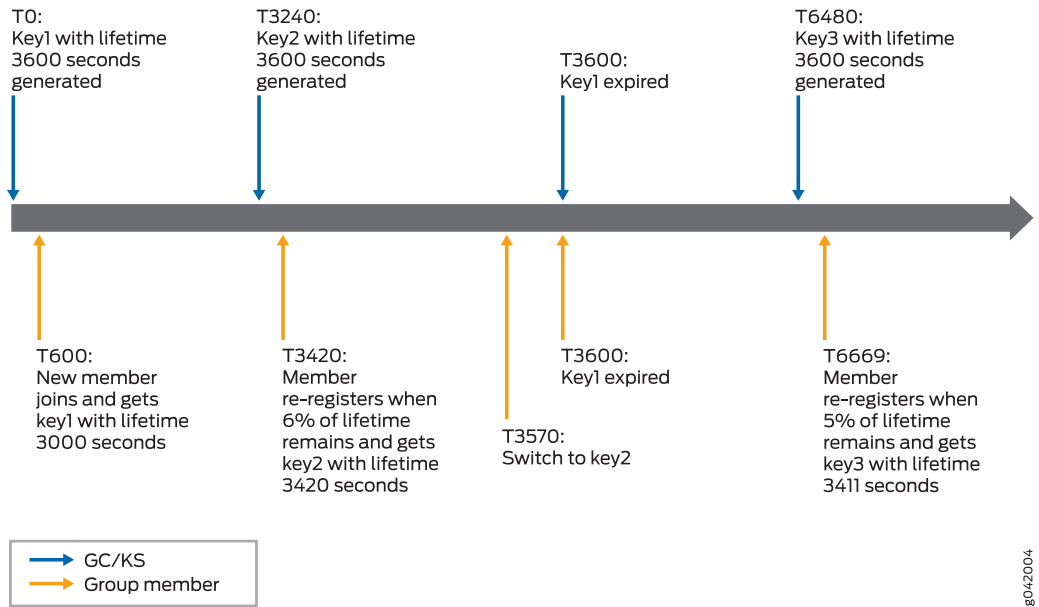 T0:
Key1 with lifetime
3600 seconds
generated
T3240:
Key2 with lifetime
3600 seconds
generated
T3600:
Key1 expired
T6480:
Key3 with lifetime
3600 seconds
generated
T600:
New member
joins and gets
key1 with lifetime
3000 seconds
T3420:
Member
re-registers when
6% of lifetime
remains and gets
key2 with lifetime
3420 seconds
T3570:
Switch to key2
T3600:
Key1 expired
T6669:
Member
re-registers when
5% of lifetime
remains and gets
key3 with lifetime
3411 seconds
GC/KS
Group member
g042004